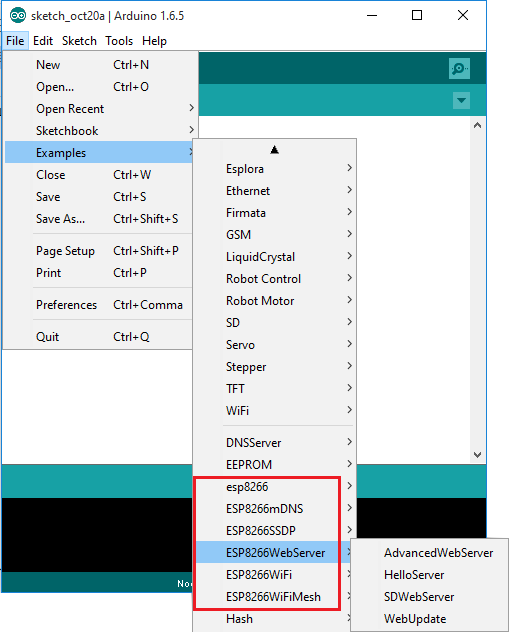 sketch_oct20a | Arduino 1.6.5
File Edit Sketch Tools Help
New Ctrl+N
Open... Ctrl+O
Open Recent
Sketchbook
Examples
Close Ctrl+W
Save Ctrl+S
Save As... Ctrl+Shift+S
Page Setup Ctrl+Shift+P
Print Ctrl+P
Preferences Ctrl+Comma
Quit Ctrl+Q
Esplora
Ethernet
Firmata
GSM
LiquidCrystal
Robot Control
Robot Motor
SD
Servo
Stepper
TFT
WiFi
DNSServer
EEPROM
esp8266
ESP8266mDNS
ESP8266SSDP
ESP8266WebServer
ESP8266WiFi
ESP8266WiFiMesh
Hash
AdvancedWebServer
HelloServer
SDWebServer
WebUpdate